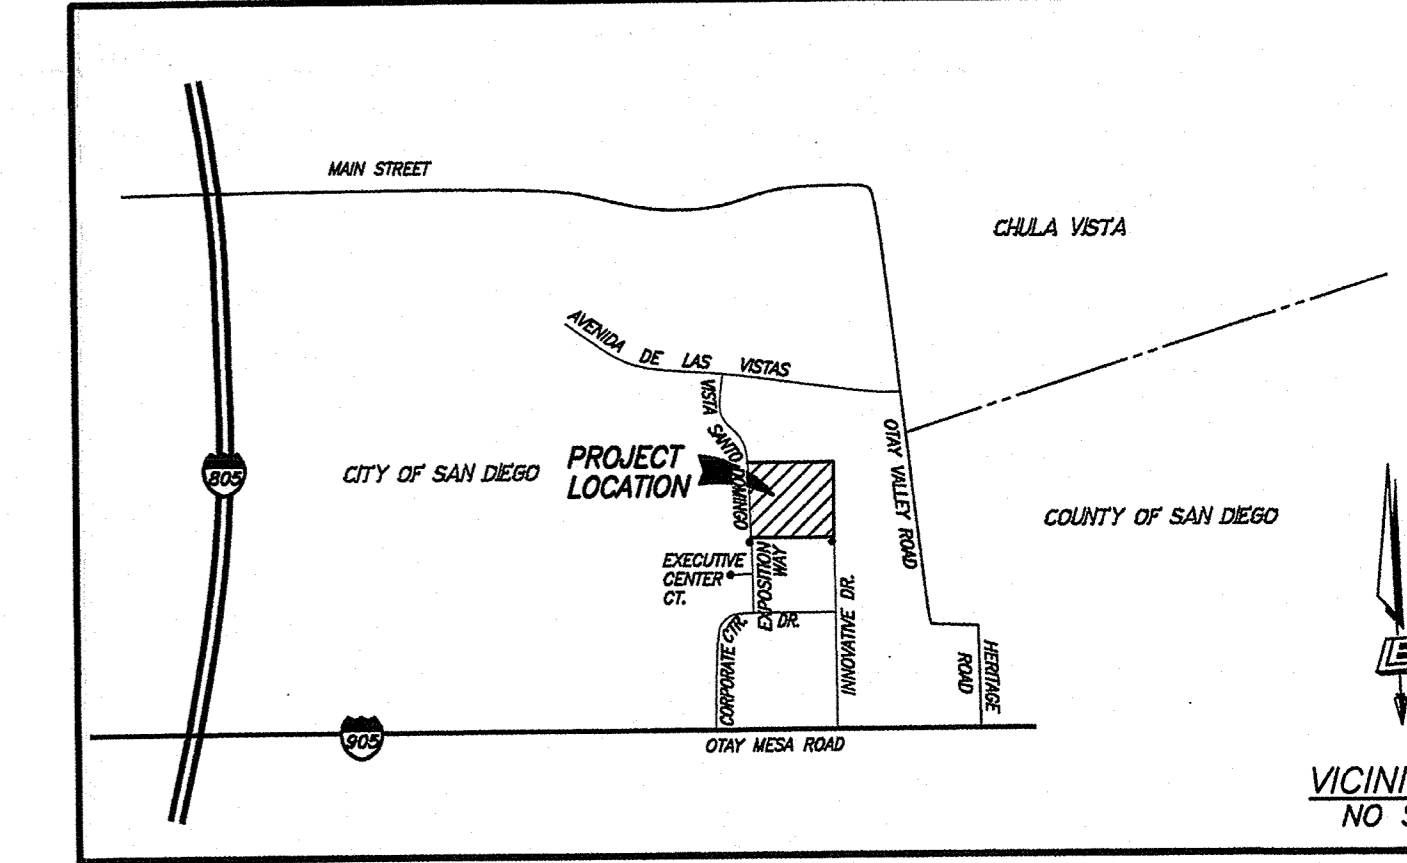 MAIN STREET
CHULA VISTA
AVENIDA DE LAS VISTAS
VISTA SANTO DOMINGO
OTAY VALLEY ROAD
805
CITY OF SAN DIEGO
PROJECT
LOCATION
COUNTY OF SAN DIEGO
EXECUTIVE
CENTER
CT.
EXPOSITION
WAY
CORPORATE CTR. DR.
INNOVATIVE DR.
HERITAGE
ROAD
905
OTAY MESA ROAD
VICINI
NO S